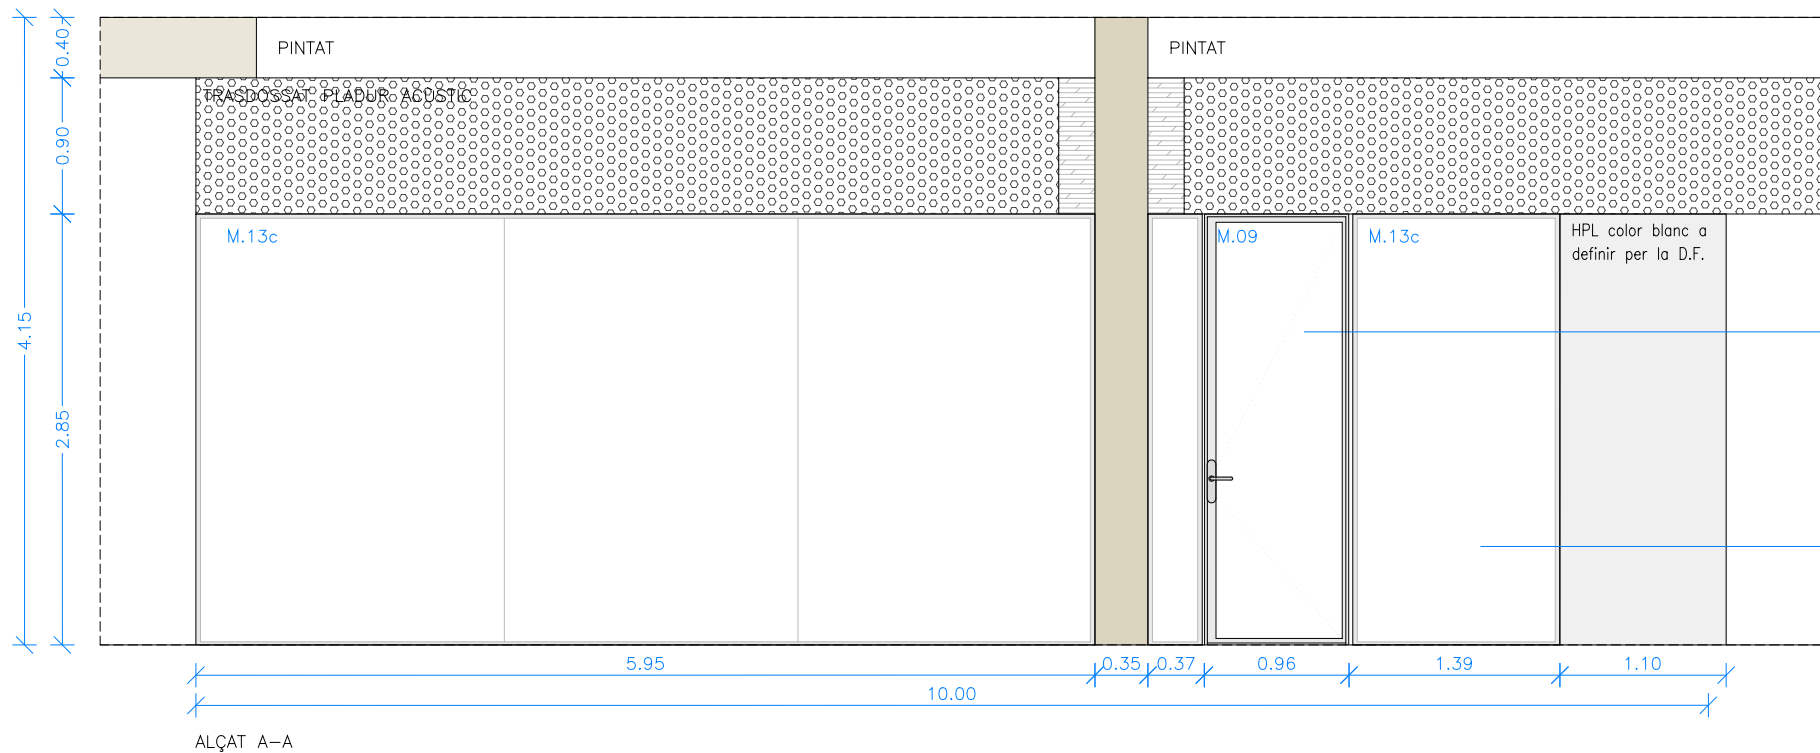 PINTAT
PINTAT
TRASDOSSAT PLADUR ACUSTIC
M.13c
M.09
M.13c
HPL color blanc a
definir per la D.F.
0.40
0.90
4.15
2.85
5.95
0.35
0.37
0.96
1.39
1.10
10.00
ALÇAT A-A